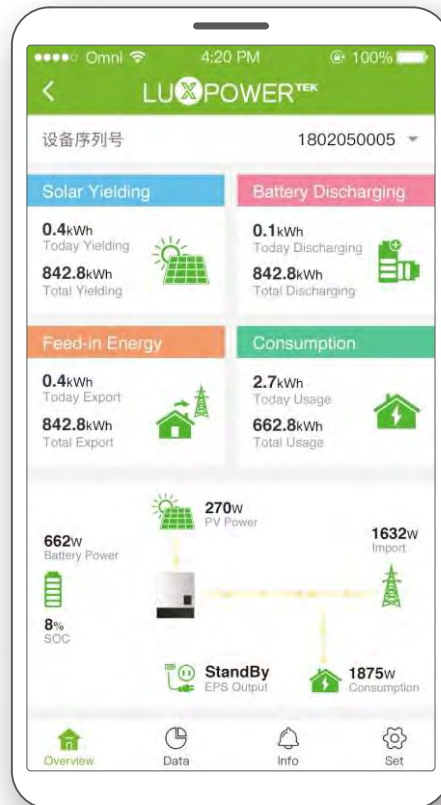 Omni 4:20 PM 100%
LUXPOWERTEK
设备序列号 1802050005
Solar Yielding
0.4kWh
Today Yielding
842.8kWh
Total Yielding
Battery Discharging
0.1kWh
Today Discharging
842.8kWh
Total Discharging
Feed-in Energy
0.4kWh
Today Export
842.8kWh
Total Export
Consumption
2.7kWh
Today Usage
662.8kWh
Total Usage
270W
PV Power
662W
Battery Power
1632W
Import
8%
SOC
StandBy
EPS Output
1875W
Consumption
Overview Data Info Set